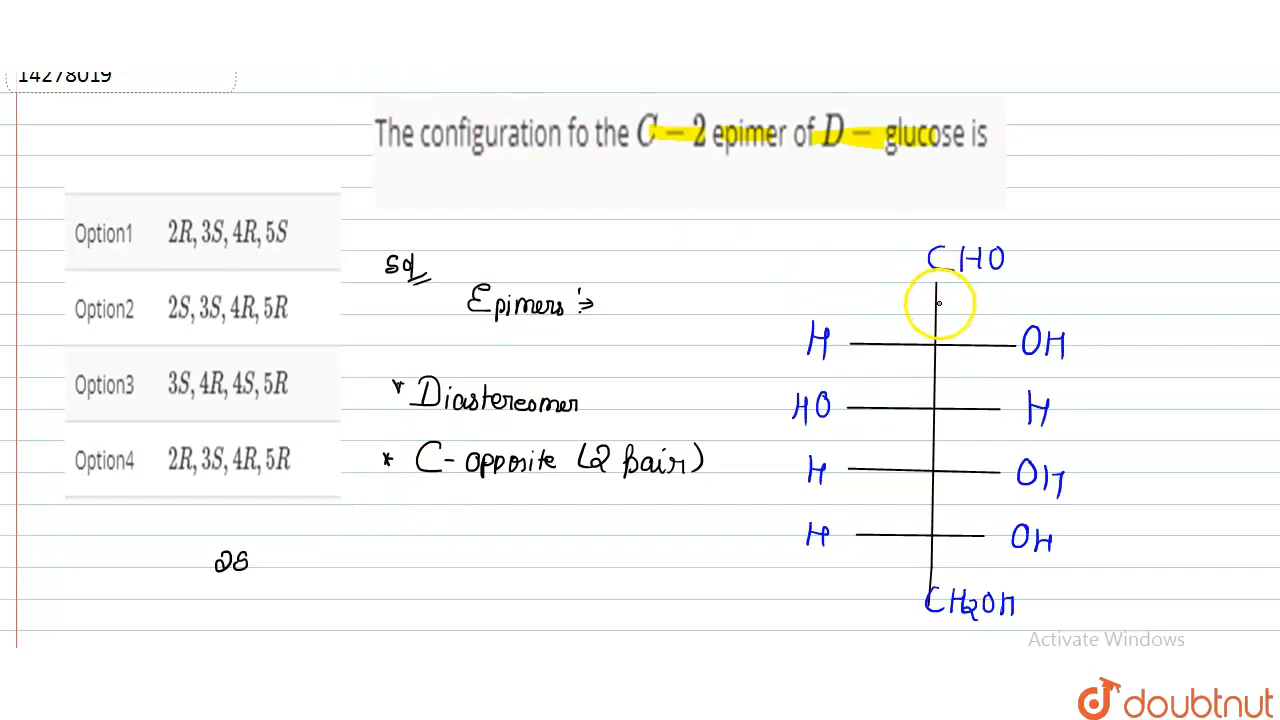 14278019
The configuration fo the C − 2 epimer of D − glucose is
Option1 2R, 3S, 4R, 5S
Option2 2S, 3S, 4R, 5R
Option3 3S, 4R, 4S, 5R
Option4 2R, 3S, 4R, 5R
Sol
Epimers :⇒
* Diastereomer
* C- opposite (2 pair)
2S
CHO
H OH
HO H
H OH
H OH
CH2OH
Activate Windows
doubtnut